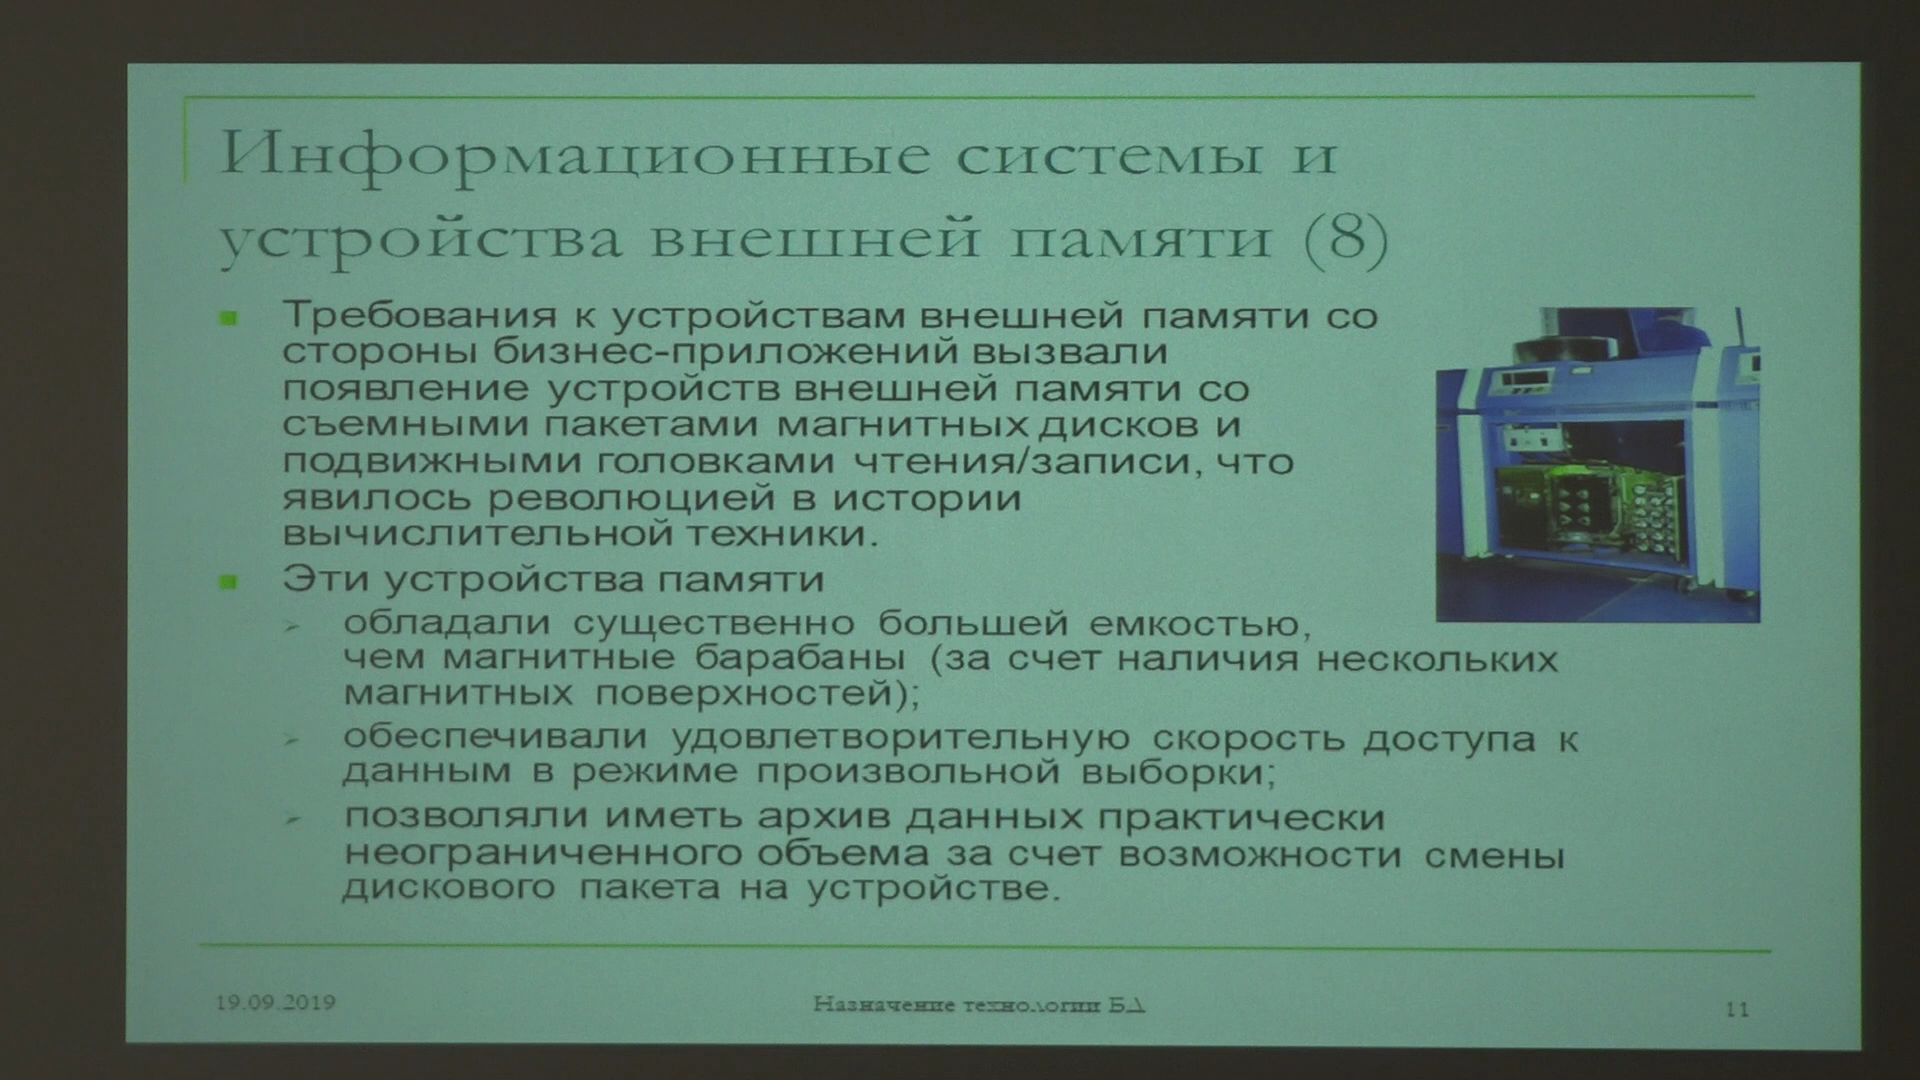 Информационные системы и
устройства внешней памяти (8)
Требования к устройствам внешней памяти со
стороны бизнес-приложений вызвали
появление устройств внешней памяти со
съемными пакетами магнитных дисков и
подвижными головками чтения/записи, что
явилось революцией в истории
вычислительной техники.
Эти устройства памяти
обладали существенно большей емкостью,
чем магнитные барабаны (за счет наличия нескольких
магнитных поверхностей);
обеспечивали удовлетворительную скорость доступа к
данным в режиме произвольной выборки;
позволяли иметь архив данных практически
неограниченного объема за счет возможности смены
дискового пакета на устройстве.
19.09.2019
Назначение технологии БД
11